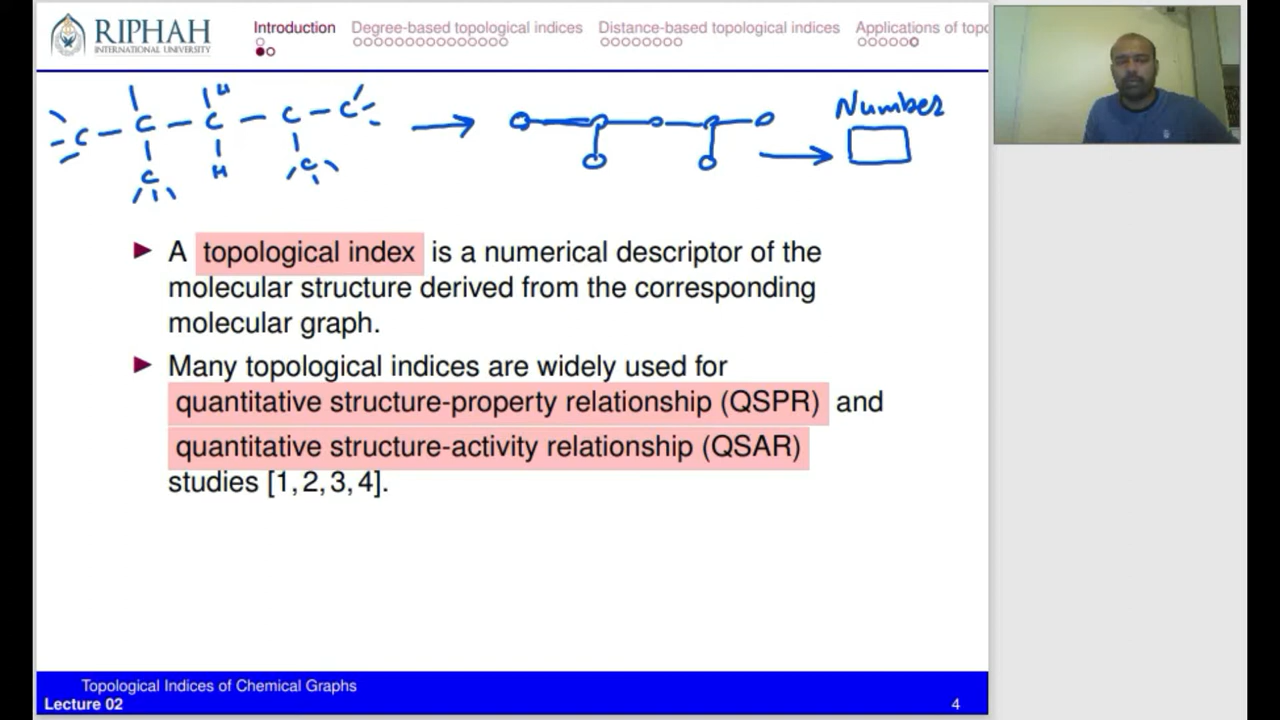 RIPHAH
INTERNATIONAL UNIVERSITY
Introduction Degree-based topological indices Distance-based topological indices Applications of topo
C C C C C
H
C H C
Number
A topological index is a numerical descriptor of the
molecular structure derived from the corresponding
molecular graph.
Many topological indices are widely used for
quantitative structure-property relationship (QSPR) and
quantitative structure-activity relationship (QSAR)
studies [1, 2, 3, 4].
Topological Indices of Chemical Graphs
Lecture 02 4